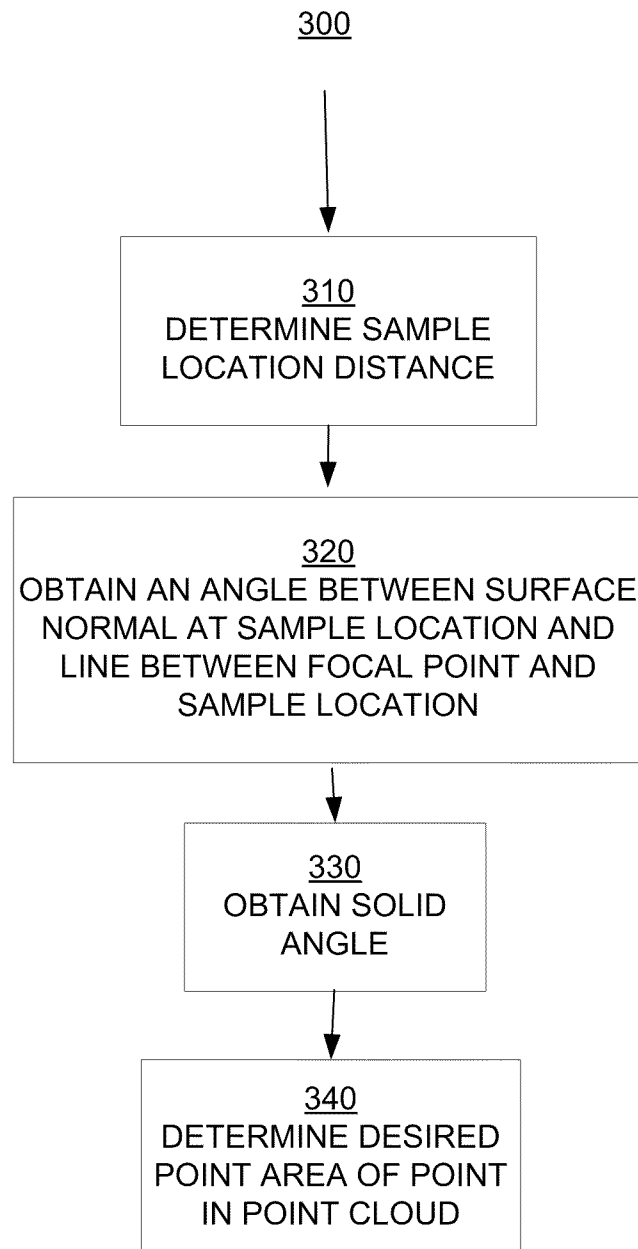 300
310
DETERMINE SAMPLE
LOCATION DISTANCE
320
OBTAIN AN ANGLE BETWEEN SURFACE
NORMAL AT SAMPLE LOCATION AND
LINE BETWEEN FOCAL POINT AND
SAMPLE LOCATION
330
OBTAIN SOLID
ANGLE
340
DETERMINE DESIRED
POINT AREA OF POINT
IN POINT CLOUD